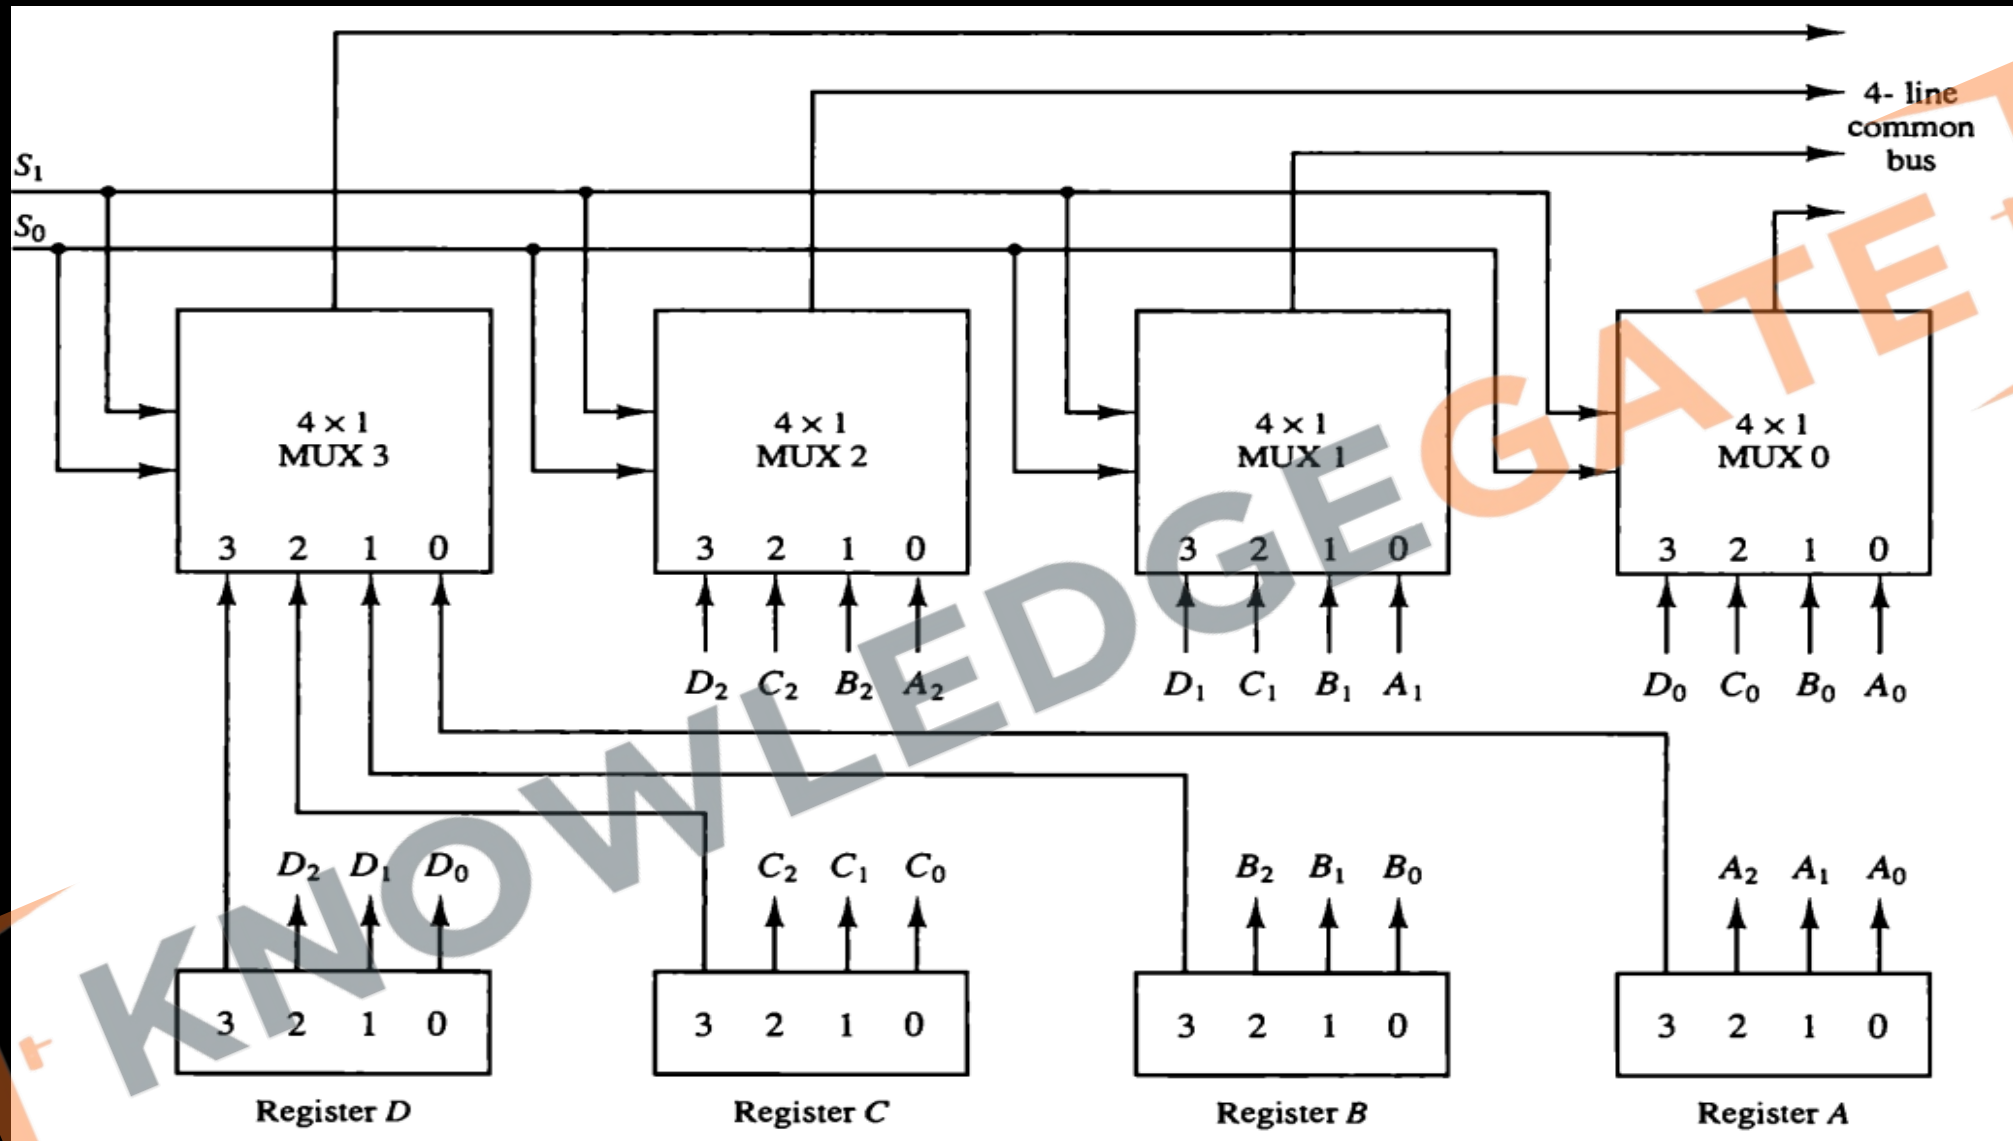 S1
S0
4- line
common
bus
4 × 1
MUX 3
3 2 1 0
4 × 1
MUX 2
3 2 1 0
4 × 1
MUX 1
3 2 1 0
4 × 1
MUX 0
3 2 1 0
D2 C2 B2 A2
D1 C1 B1 A1
D0 C0 B0 A0
D2 D1 D0
C2 C1 C0
B2 B1 B0
A2 A1 A0
3 2 1 0
3 2 1 0
3 2 1 0
3 2 1 0
Register D
Register C
Register B
Register A
KNOWLEDGEGATE